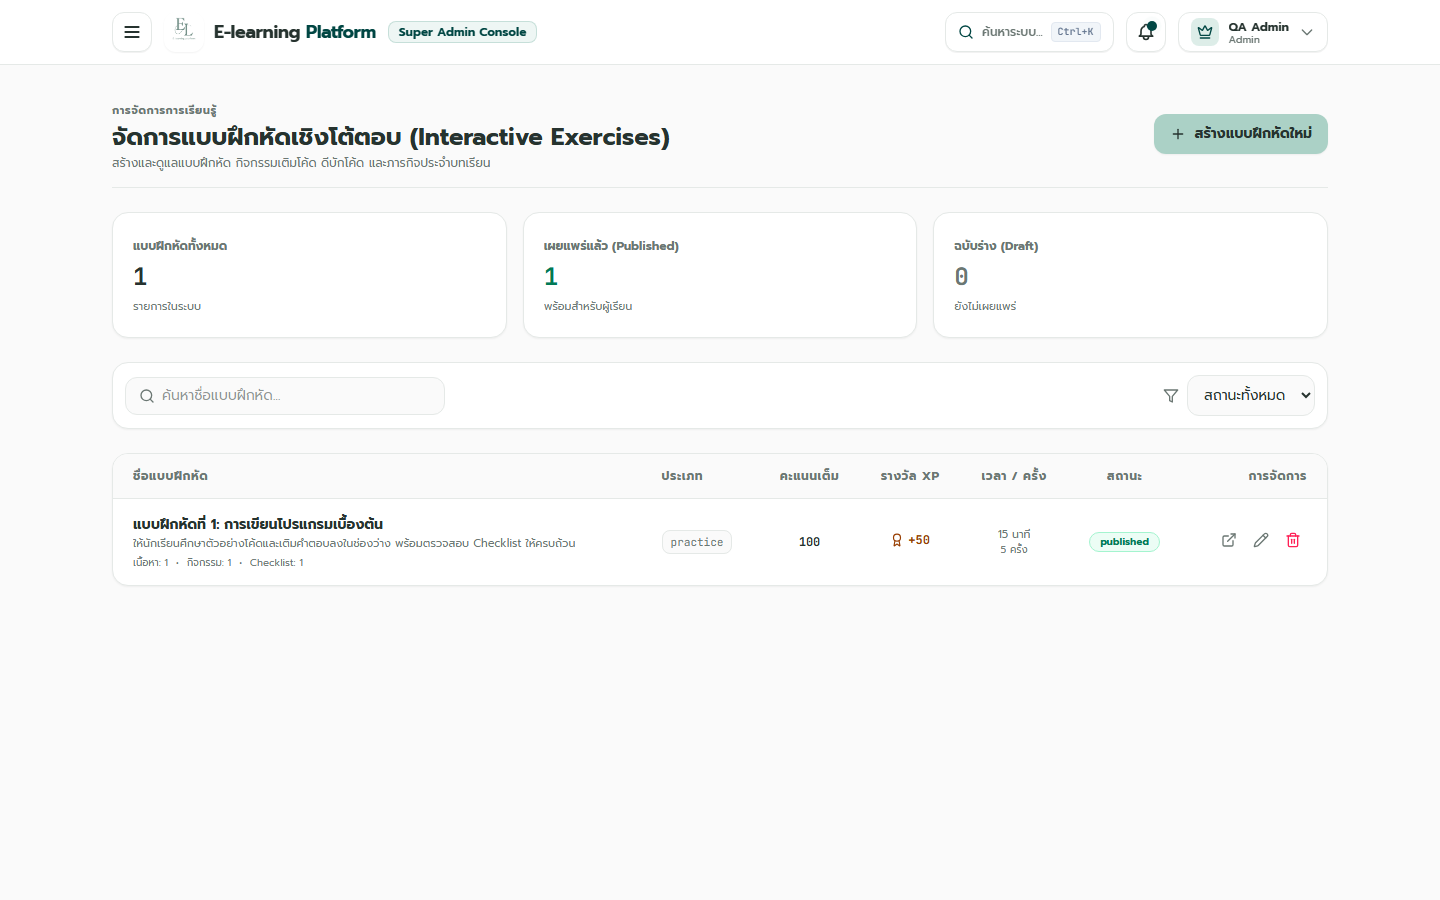 EL
E-learning Platform
Super Admin Console
ค้นหาระบบ...
Ctrl+K
QA Admin
Admin
การจัดการการเรียนรู้
จัดการแบบฝึกหัดเชิงโต้ตอบ (Interactive Exercises)
สร้างและดูแลแบบฝึกหัด กิจกรรมเติมโค้ด ดีบักโค้ด และภารกิจประจำบทเรียน
สร้างแบบฝึกหัดใหม่
แบบฝึกหัดทั้งหมด
1
รายการในระบบ
เผยแพร่แล้ว (Published)
1
พร้อมสำหรับผู้เรียน
ฉบับร่าง (Draft)
0
ยังไม่เผยแพร่
ค้นหาชื่อแบบฝึกหัด...
สถานะทั้งหมด
ชื่อแบบฝึกหัด ประเภท คะแนนเต็ม รางวัล XP เวลา / ครั้ง สถานะ การจัดการ
แบบฝึกหัดที่ 1: การเขียนโปรแกรมเบื้องต้น
ให้นักเรียนศึกษาตัวอย่างโค้ดและเติมคำตอบลงในช่องว่าง พร้อมตรวจสอบ Checklist ให้ครบถ้วน
เนื้อหา: 1 • กิจกรรม: 1 • Checklist: 1
practice
100
+50
15 นาที
5 ครั้ง
published